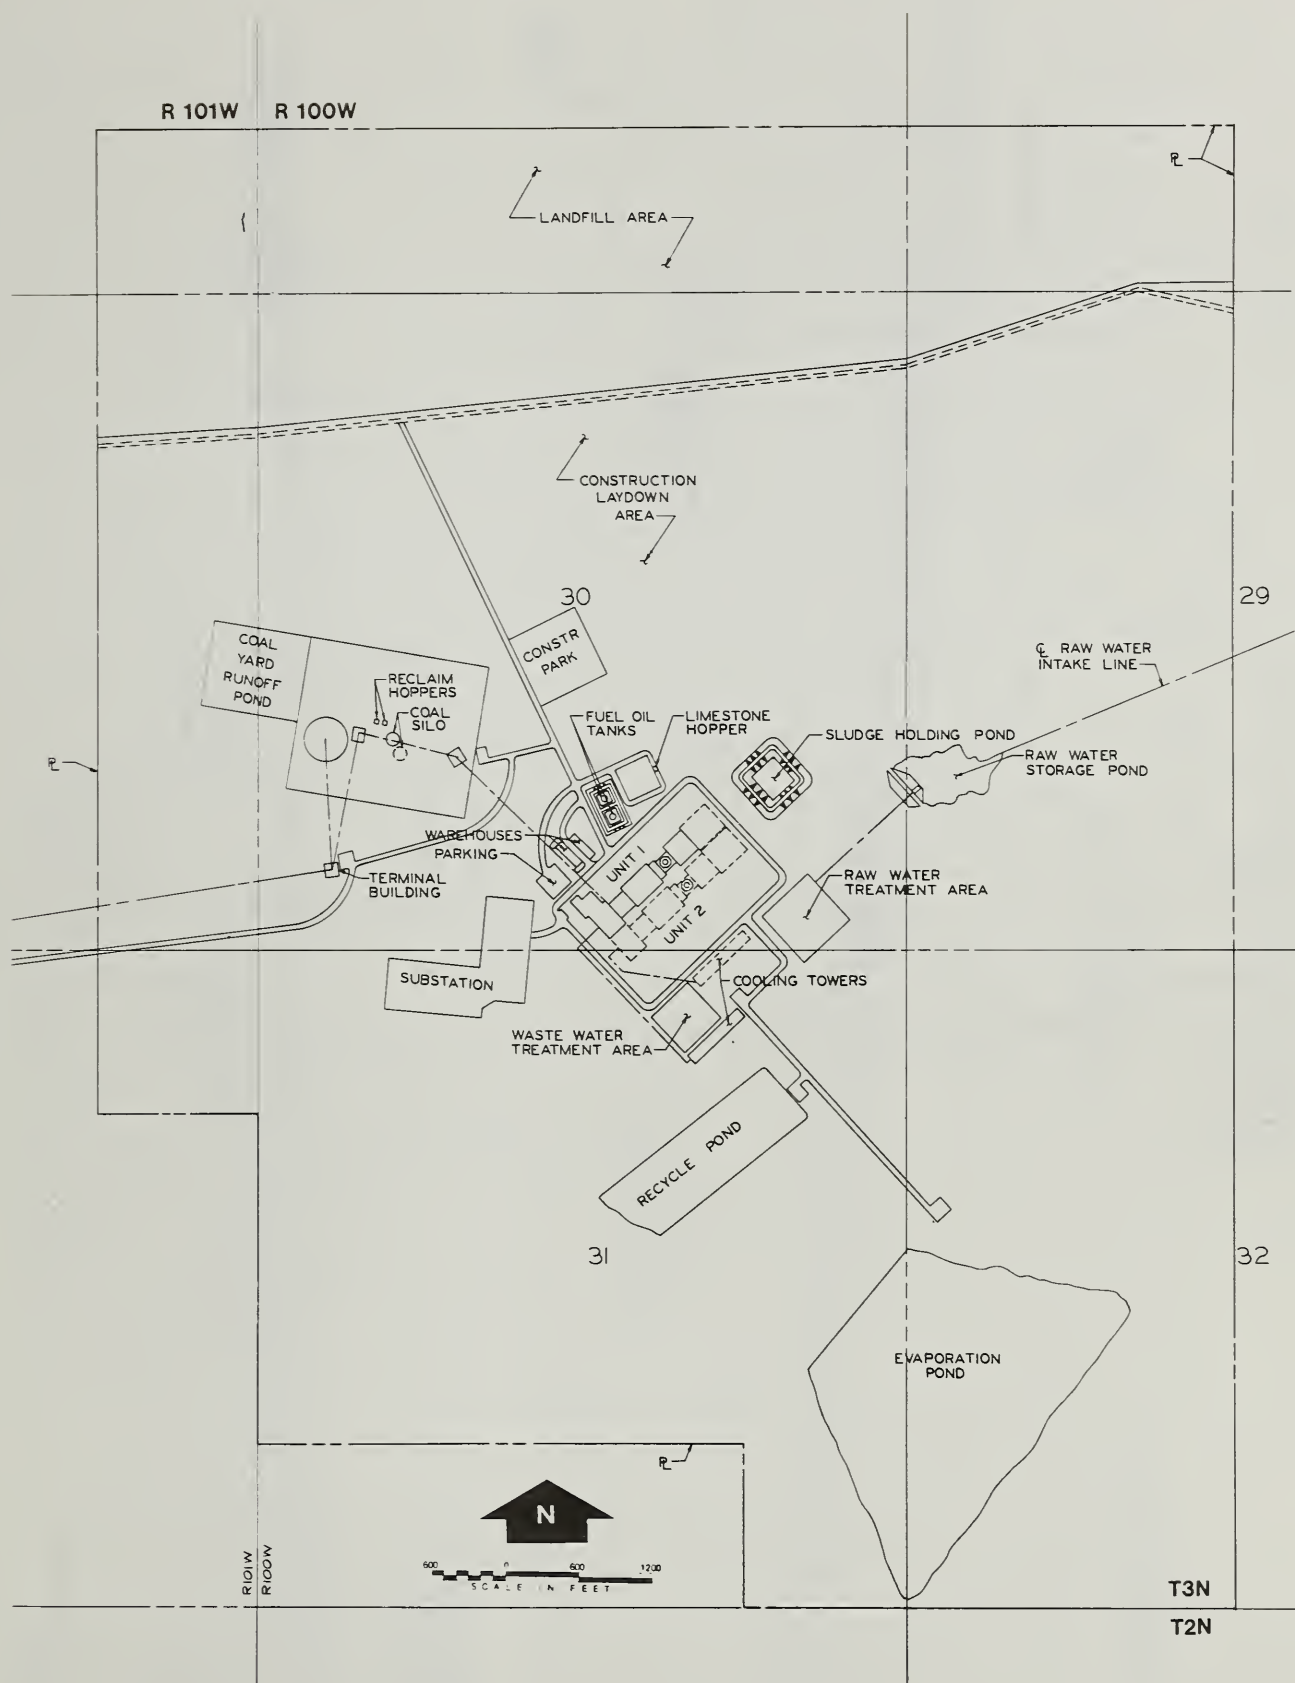 R 101W R 100W
PL
LANDFILL AREA
CONSTRUCTION
LAYDOWN
AREA
30
29
CONSTR
PARK
COAL
YARD
RUNOFF
POND
RECLAIM
HOPPERS
COAL
SILO
℄ RAW WATER
INTAKE LINE
FUEL OIL
TANKS
LIMESTONE
HOPPER
SLUDGE HOLDING POND
RAW WATER
STORAGE POND
PL
WAREHOUSES
PARKING
UNIT 1
UNIT 2
TERMINAL
BUILDING
RAW WATER
TREATMENT AREA
SUBSTATION
COOLING TOWERS
WASTE WATER
TREATMENT AREA
RECYCLE POND
31
32
EVAPORATION
POND
PL
N
600 0 600 1200
SCALE IN FEET
R101W
R100W
T3N
T2N